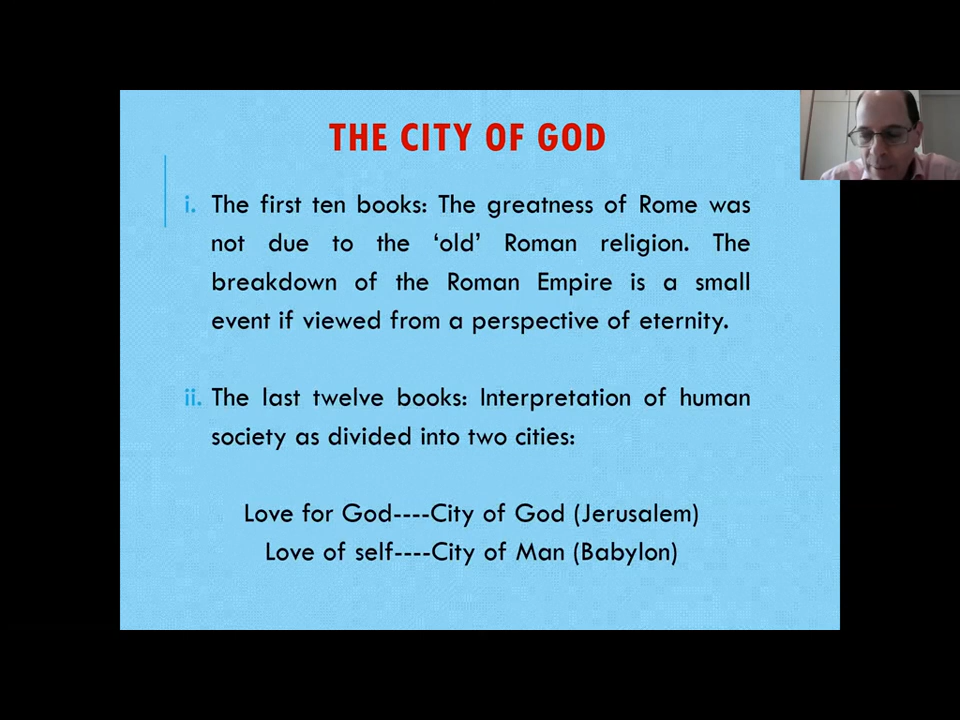 THE CITY OF GOD
i. The first ten books: The greatness of Rome was
not due to the ‘old’ Roman religion. The
breakdown of the Roman Empire is a small
event if viewed from a perspective of eternity.
ii. The last twelve books: Interpretation of human
society as divided into two cities:
Love for God----City of God (Jerusalem)
Love of self----City of Man (Babylon)